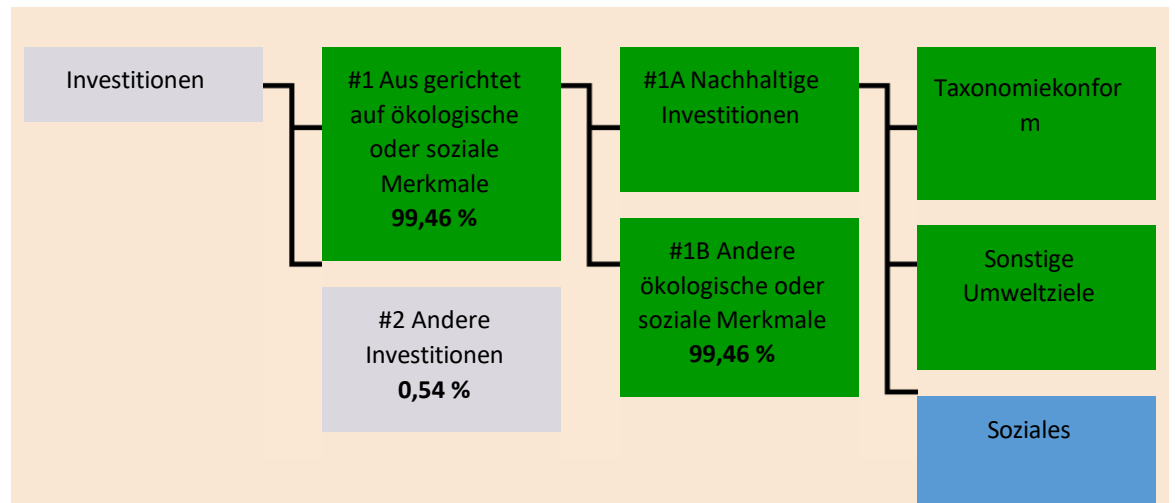 Investitionen
#1 Aus gerichtet
auf ökologische
oder soziale
Merkmale
99,46 %
#2 Andere
Investitionen
0,54 %
#1A Nachhaltige
Investitionen
#1B Andere
ökologische oder
soziale Merkmale
99,46 %
Taxonomiekonfor
m
Sonstige
Umweltziele
Soziales